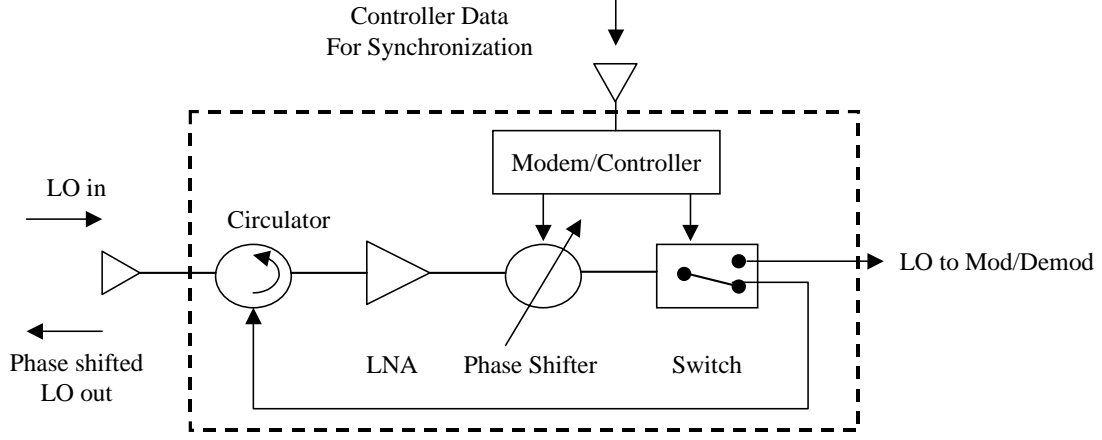 Controller Data
For Synchronization
Modem/Controller
LO in
Circulator
LO to Mod/Demod
Phase shifted
LO out
LNA
Phase Shifter
Switch